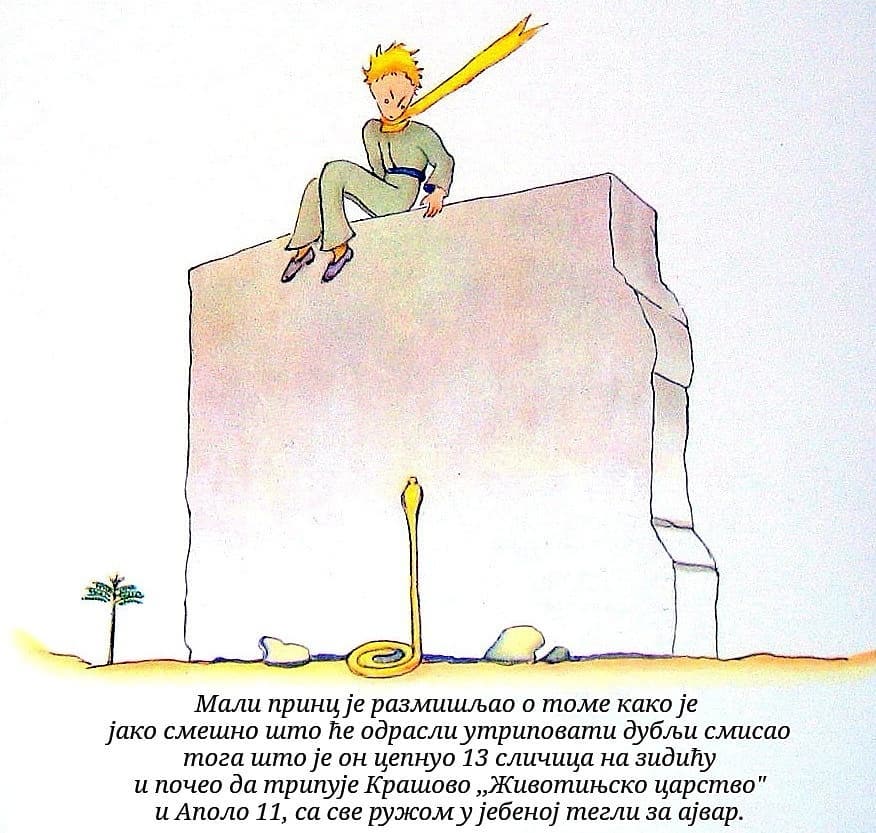 Мали принц је размишљао о томе како је
јако смешно што ће одрасли утриповати дубљи смисао
тога што је он цепнуо 13 сличица на зидићу
и почео да трипује Крашово ,,Животињско царство"
и Аполо 11, са све ружом у јебеној тегли за ајвар.